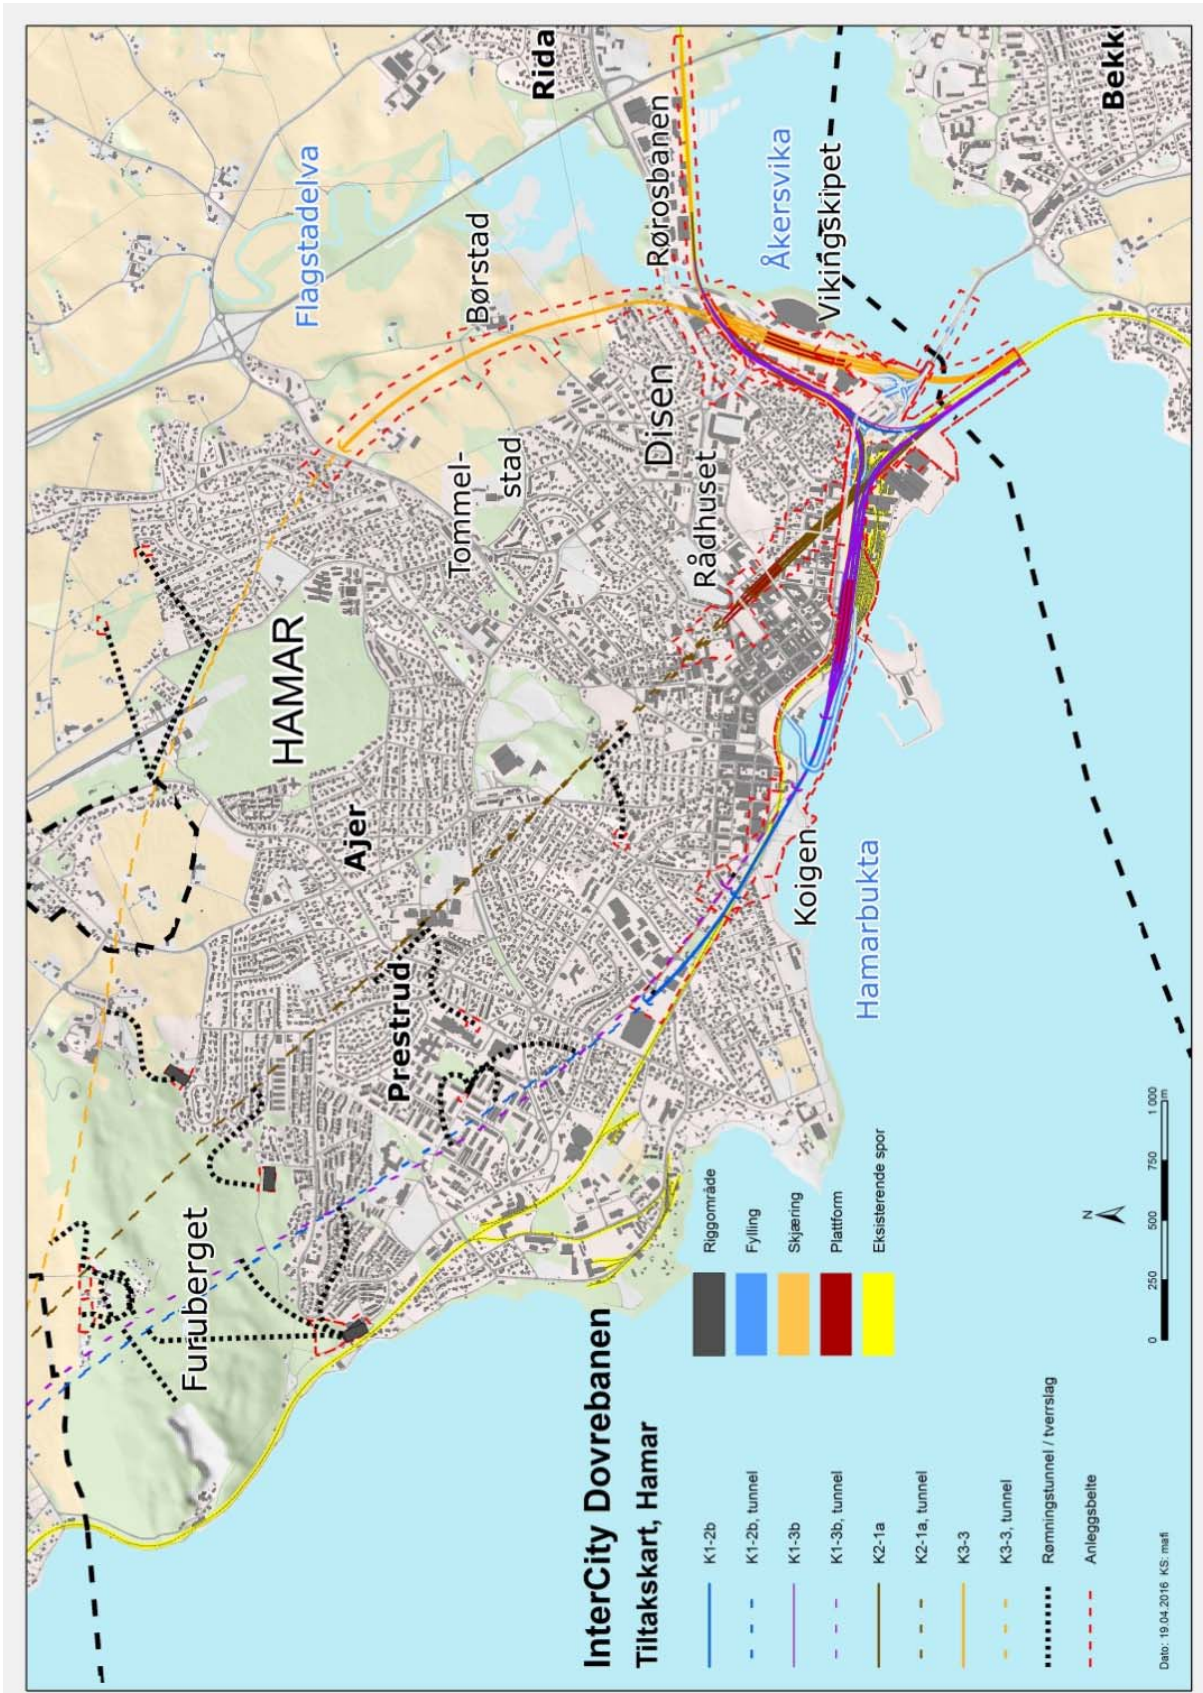 Rida
Bekk
Flagstadelva
Børstad
Rørosbanen
Åkersvika
Vikingskipet
HAMAR
Tommel-
stad
Disen
Rådhuset
Ajer
Koigen
Hamarbukta
Prestrud
Furuberget
InterCity Dovrebanen
Tiltakskart, Hamar
K1-2b
K1-2b, tunnel
K1-3b
K1-3b, tunnel
K2-1a
K2-1a, tunnel
K3-3
K3-3, tunnel
Rømningstunnel / tverrslag
Anleggsbelte
Riggområde
Fylling
Skjæring
Plattform
Eksisterende spor
N
0 250 500 750 1 000
m
Dato: 19.04.2016 KS: mafi